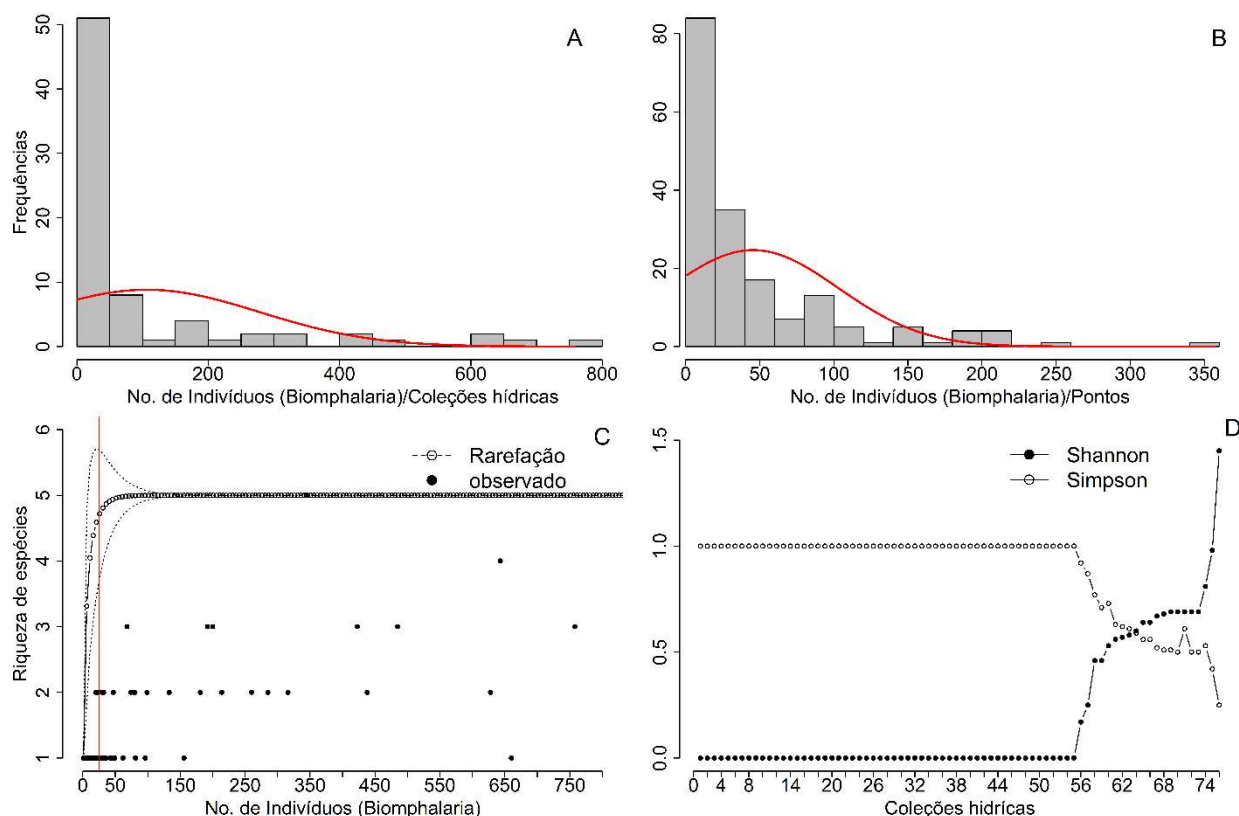 A
Frequências
0 10 20 30 40 50
0 200 400 600 800
No. de Indivíduos (Biomphalaria)/Coleções hídricas
B
0 20 40 60 80
0 50 100 150 200 250 300 350
No. de Indivíduos (Biomphalaria)/Pontos
C
Rarefação
observado
Riqueza de espécies
1 2 3 4 5 6
0 50 150 250 350 450 550 650 750
No. de Indivíduos (Biomphalaria)
D
Shannon
Simpson
0.0 0.5 1.0 1.5
0 4 8 14 20 26 32 38 44 50 56 62 68 74
Coleções hidrícas